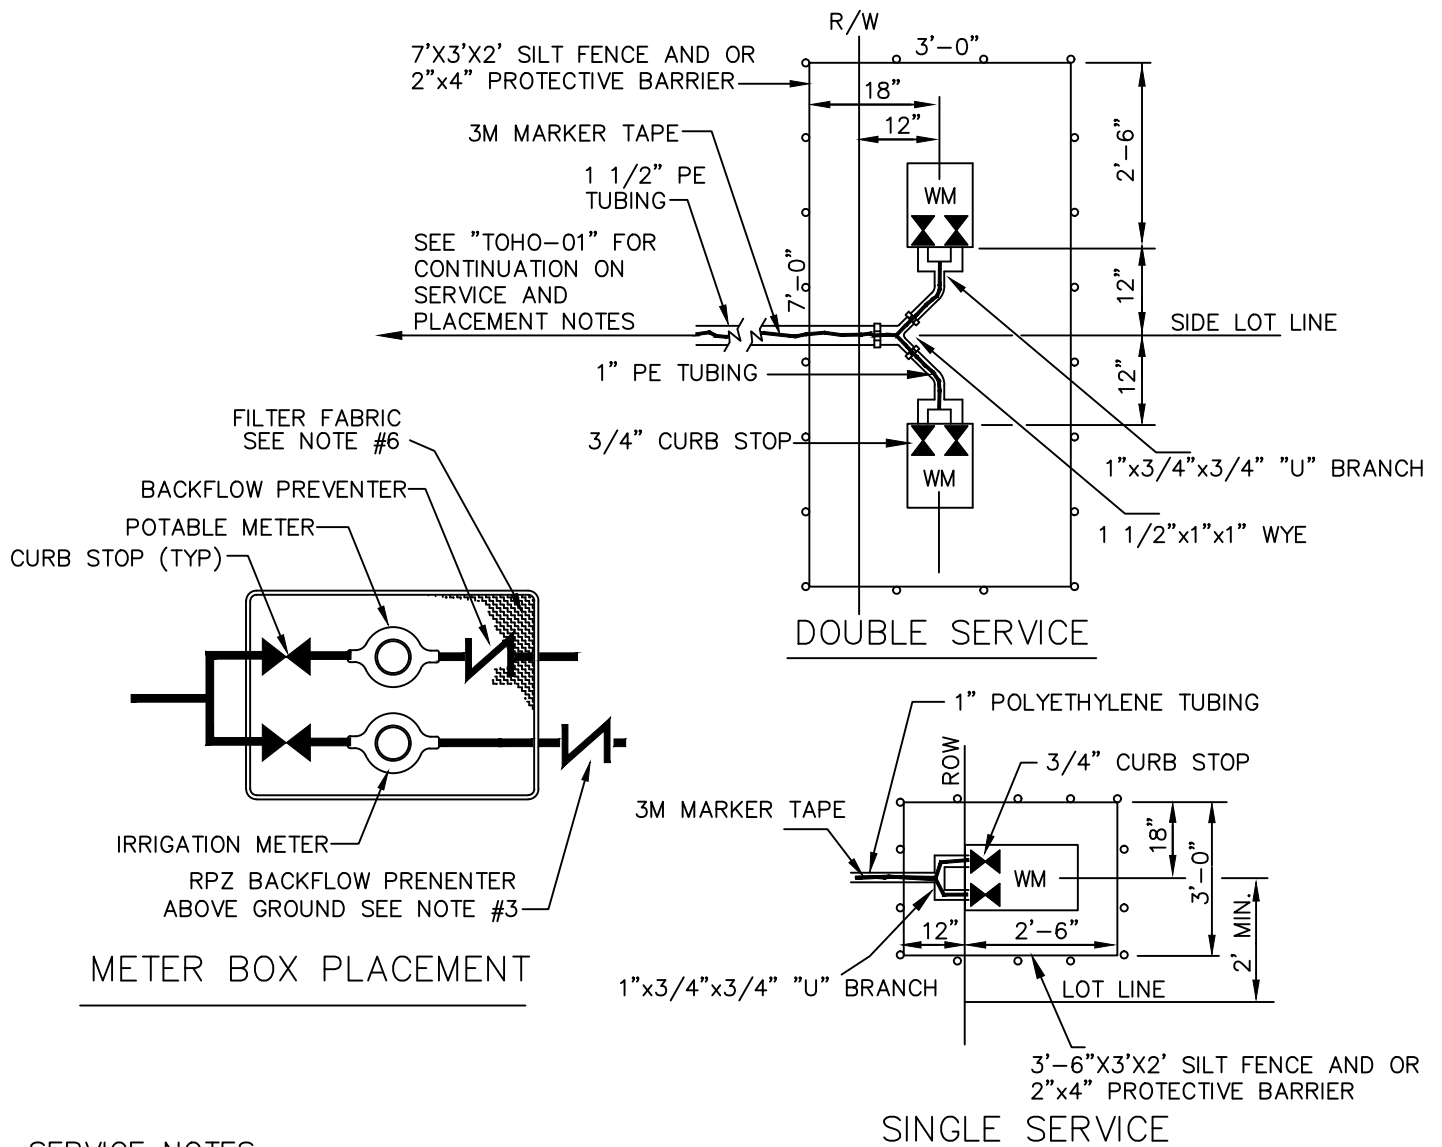 R/W
7'X3'X2' SILT FENCE AND OR
2"x4" PROTECTIVE BARRIER
3'-0"
18"
12"
3M MARKER TAPE
2'-6"
1 1/2" PE
TUBING
WM
SEE "TOHO-01" FOR
CONTINUATION ON
SERVICE AND
PLACEMENT NOTES
7'-0"
12"
SIDE LOT LINE
1" PE TUBING
12"
3/4" CURB STOP
WM
1"x3/4"x3/4" "U" BRANCH
1 1/2"x1"x1" WYE
DOUBLE SERVICE
FILTER FABRIC
SEE NOTE #6
BACKFLOW PREVENTER
POTABLE METER
CURB STOP (TYP)
IRRIGATION METER
RPZ BACKFLOW PRENENTER
ABOVE GROUND SEE NOTE #3
METER BOX PLACEMENT
1" POLYETHYLENE TUBING
ROW
3/4" CURB STOP
3M MARKER TAPE
18"
3'-0"
WM
12"
2'-6"
2' MIN.
1"x3/4"x3/4" "U" BRANCH
LOT LINE
3'-6"X3'X2' SILT FENCE AND OR
2"x4" PROTECTIVE BARRIER
SINGLE SERVICE
SERVICE NOTES